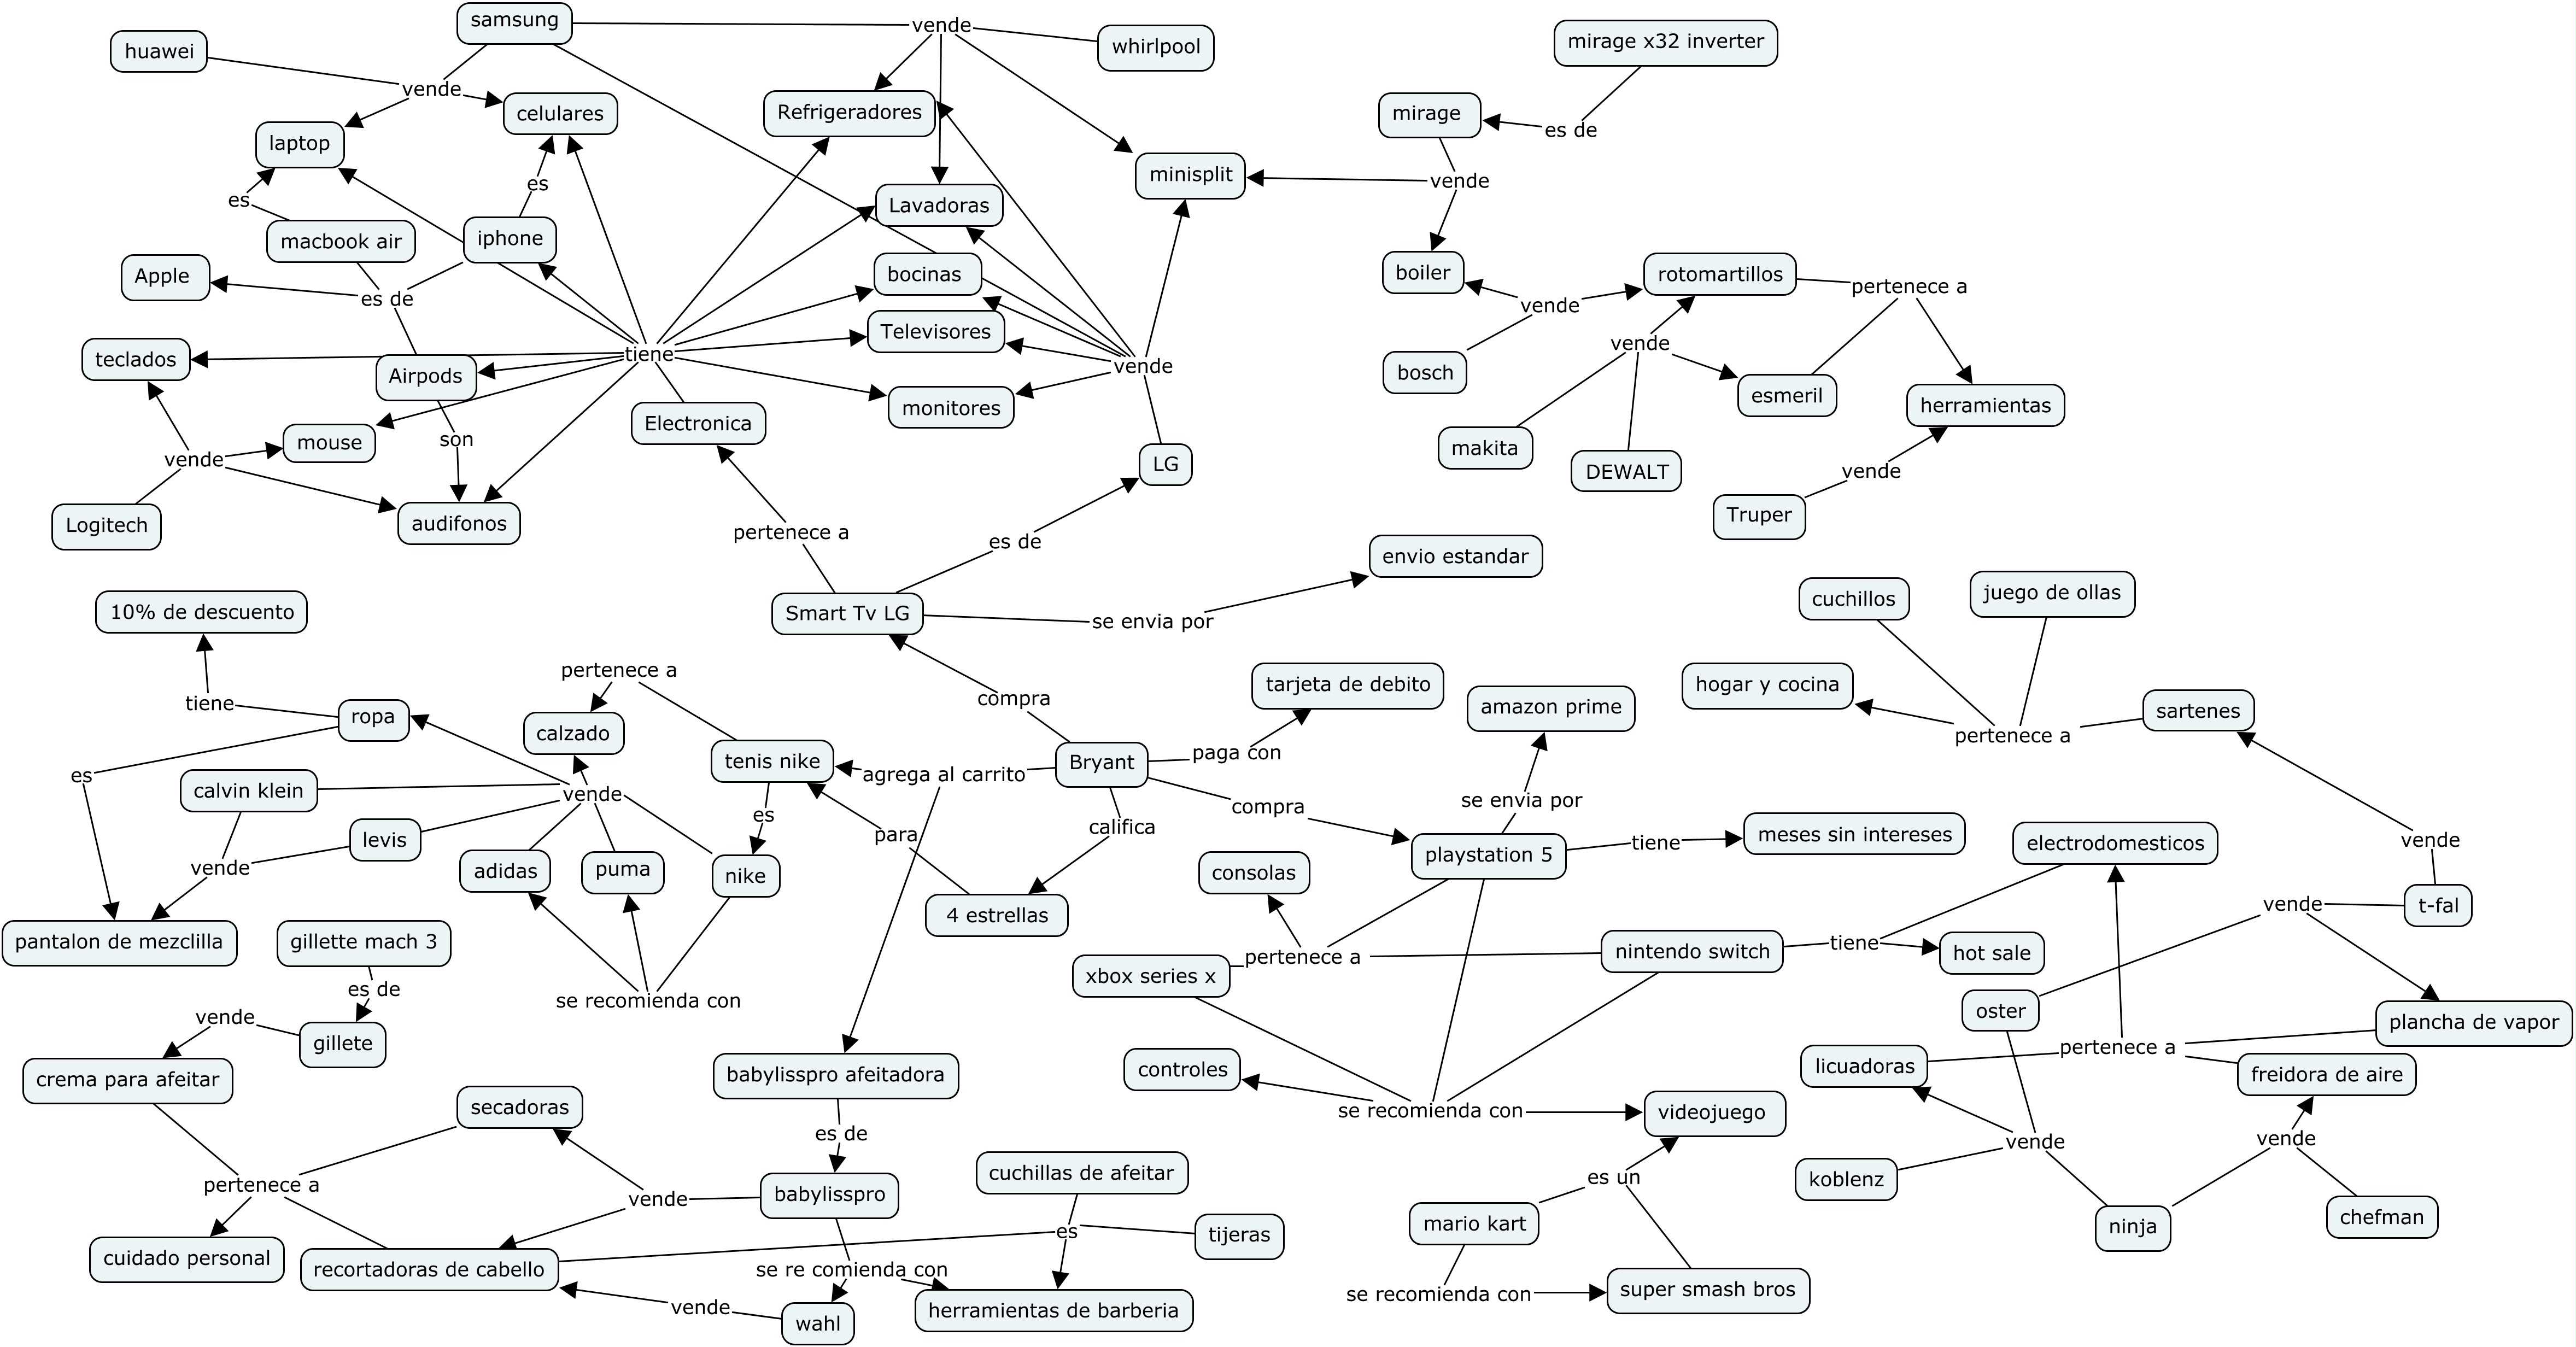 samsung
vende
whirlpool
mirage x32 inverter
huawei
vende
celulares
Refrigeradores
mirage
es de
laptop
minisplit
vende
es
es
Lavadoras
macbook air
iphone
Apple
es de
bocinas
boiler
rotomartillos
pertenece a
vende
teclados
Airpods
tiene
Televisores
vende
vende
bosch
esmeril
herramientas
monitores
Electronica
mouse
son
vende
LG
makita
DEWALT
vende
Truper
Logitech
audifonos
pertenece a
es de
envio estandar
10% de descuento
Smart Tv LG
se envia por
cuchillos
juego de ollas
pertenece a
tiene
ropa
calzado
compra
tarjeta de debito
amazon prime
hogar y cocina
sartenes
pertenece a
es
calvin klein
vende
tenis nike
agrega al carrito
Bryant
paga con
compra
se envia por
levis
vende
adidas
puma
es
nike
para
califica
consolas
playstation 5
tiene
meses sin intereses
electrodomesticos
vende
4 estrellas
vende
t-fal
pantalon de mezclilla
gillette mach 3
es de
se recomienda con
xbox series x
pertenece a
nintendo switch
tiene
hot sale
oster
plancha de vapor
vende
gillete
crema para afeitar
babylisspro afeitadora
controles
se recomienda con
videojuego
licuadoras
pertenece a
freidora de aire
secadoras
es de
cuchillas de afeitar
es un
koblenz
vende
vende
pertenece a
vende
babylisspro
es
tijeras
mario kart
ninja
chefman
cuidado personal
recortadoras de cabello
se re comienda con
vende
wahl
herramientas de barberia
se recomienda con
super smash bros